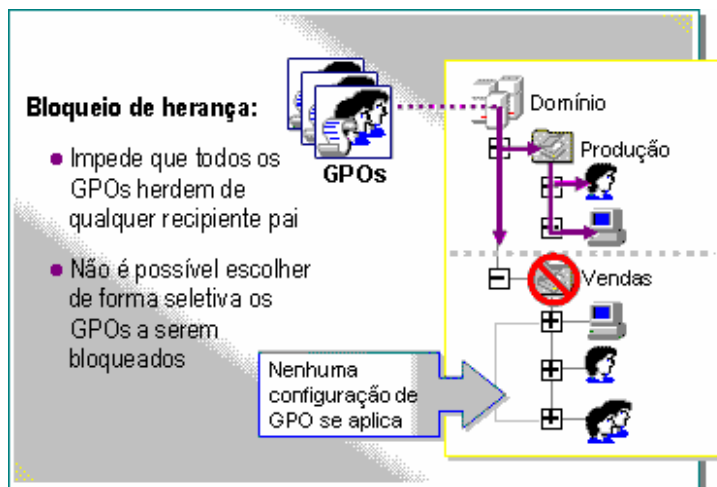 Bloqueio de herança:
Impede que todos os
GPOs herdem de
qualquer recipiente pai
Não é possível escolher
de forma seletiva os
GPOs a serem
bloqueados
GPOs
Domínio
Produção
Vendas
Nenhuma
configuração de
GPO se aplica